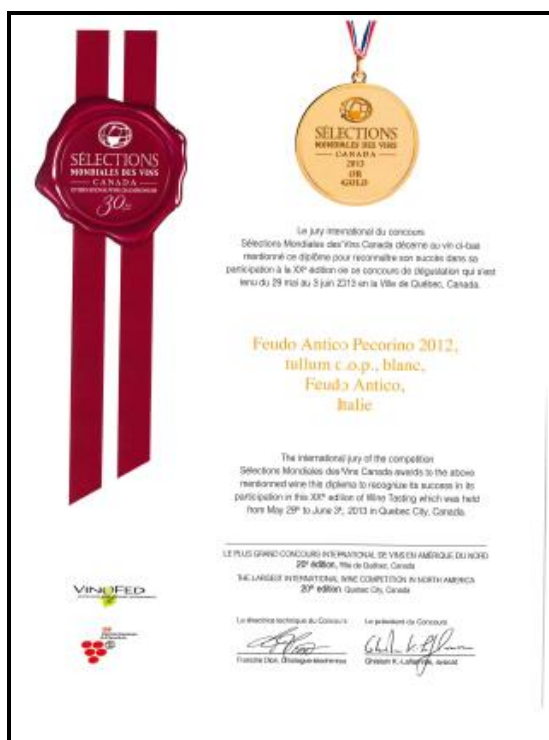 SÉLECTIONS
MONDIALES DES VINS
CANADA
30
SÉLECTIONS
MONDIALES DES VINS
CANADA
2013
OR
GOLD
Le jury international du concours
Sélections Mondiales des Vins Canada décerne au vin ci-bas
mentionné ce diplôme pour reconnaître son succès dans sa
participation à la XXe édition de ce concours de dégustation qui s'est
tenu du 29 mai au 3 juin 2013 en la Ville de Québec, Canada.
Feudo Antico Pecorino 2012,
tullum c.o.p., blanc,
Feudo Antico,
Italie
The international jury of the competition
Sélections Mondiales des Vins Canada awards to the above
mentionned wine this diploma to recognize its success in its
participation in this XXe edition of Wine Tasting which was held
from May 29th to June 3rd, 2013 in Quebec City, Canada.
LE PLUS GRAND CONCOURS INTERNATIONAL DE VINS EN AMÉRIQUE DU NORD
20e édition, Ville de Québec, Canada
THE LARGEST INTERNATIONAL WINE COMPETITION IN NORTH AMERICA
20th edition Quebec City, Canada
VINOFED
La directrice technique du Concours
Le président du Concours
Ghislain K.-Laflamme, avocat